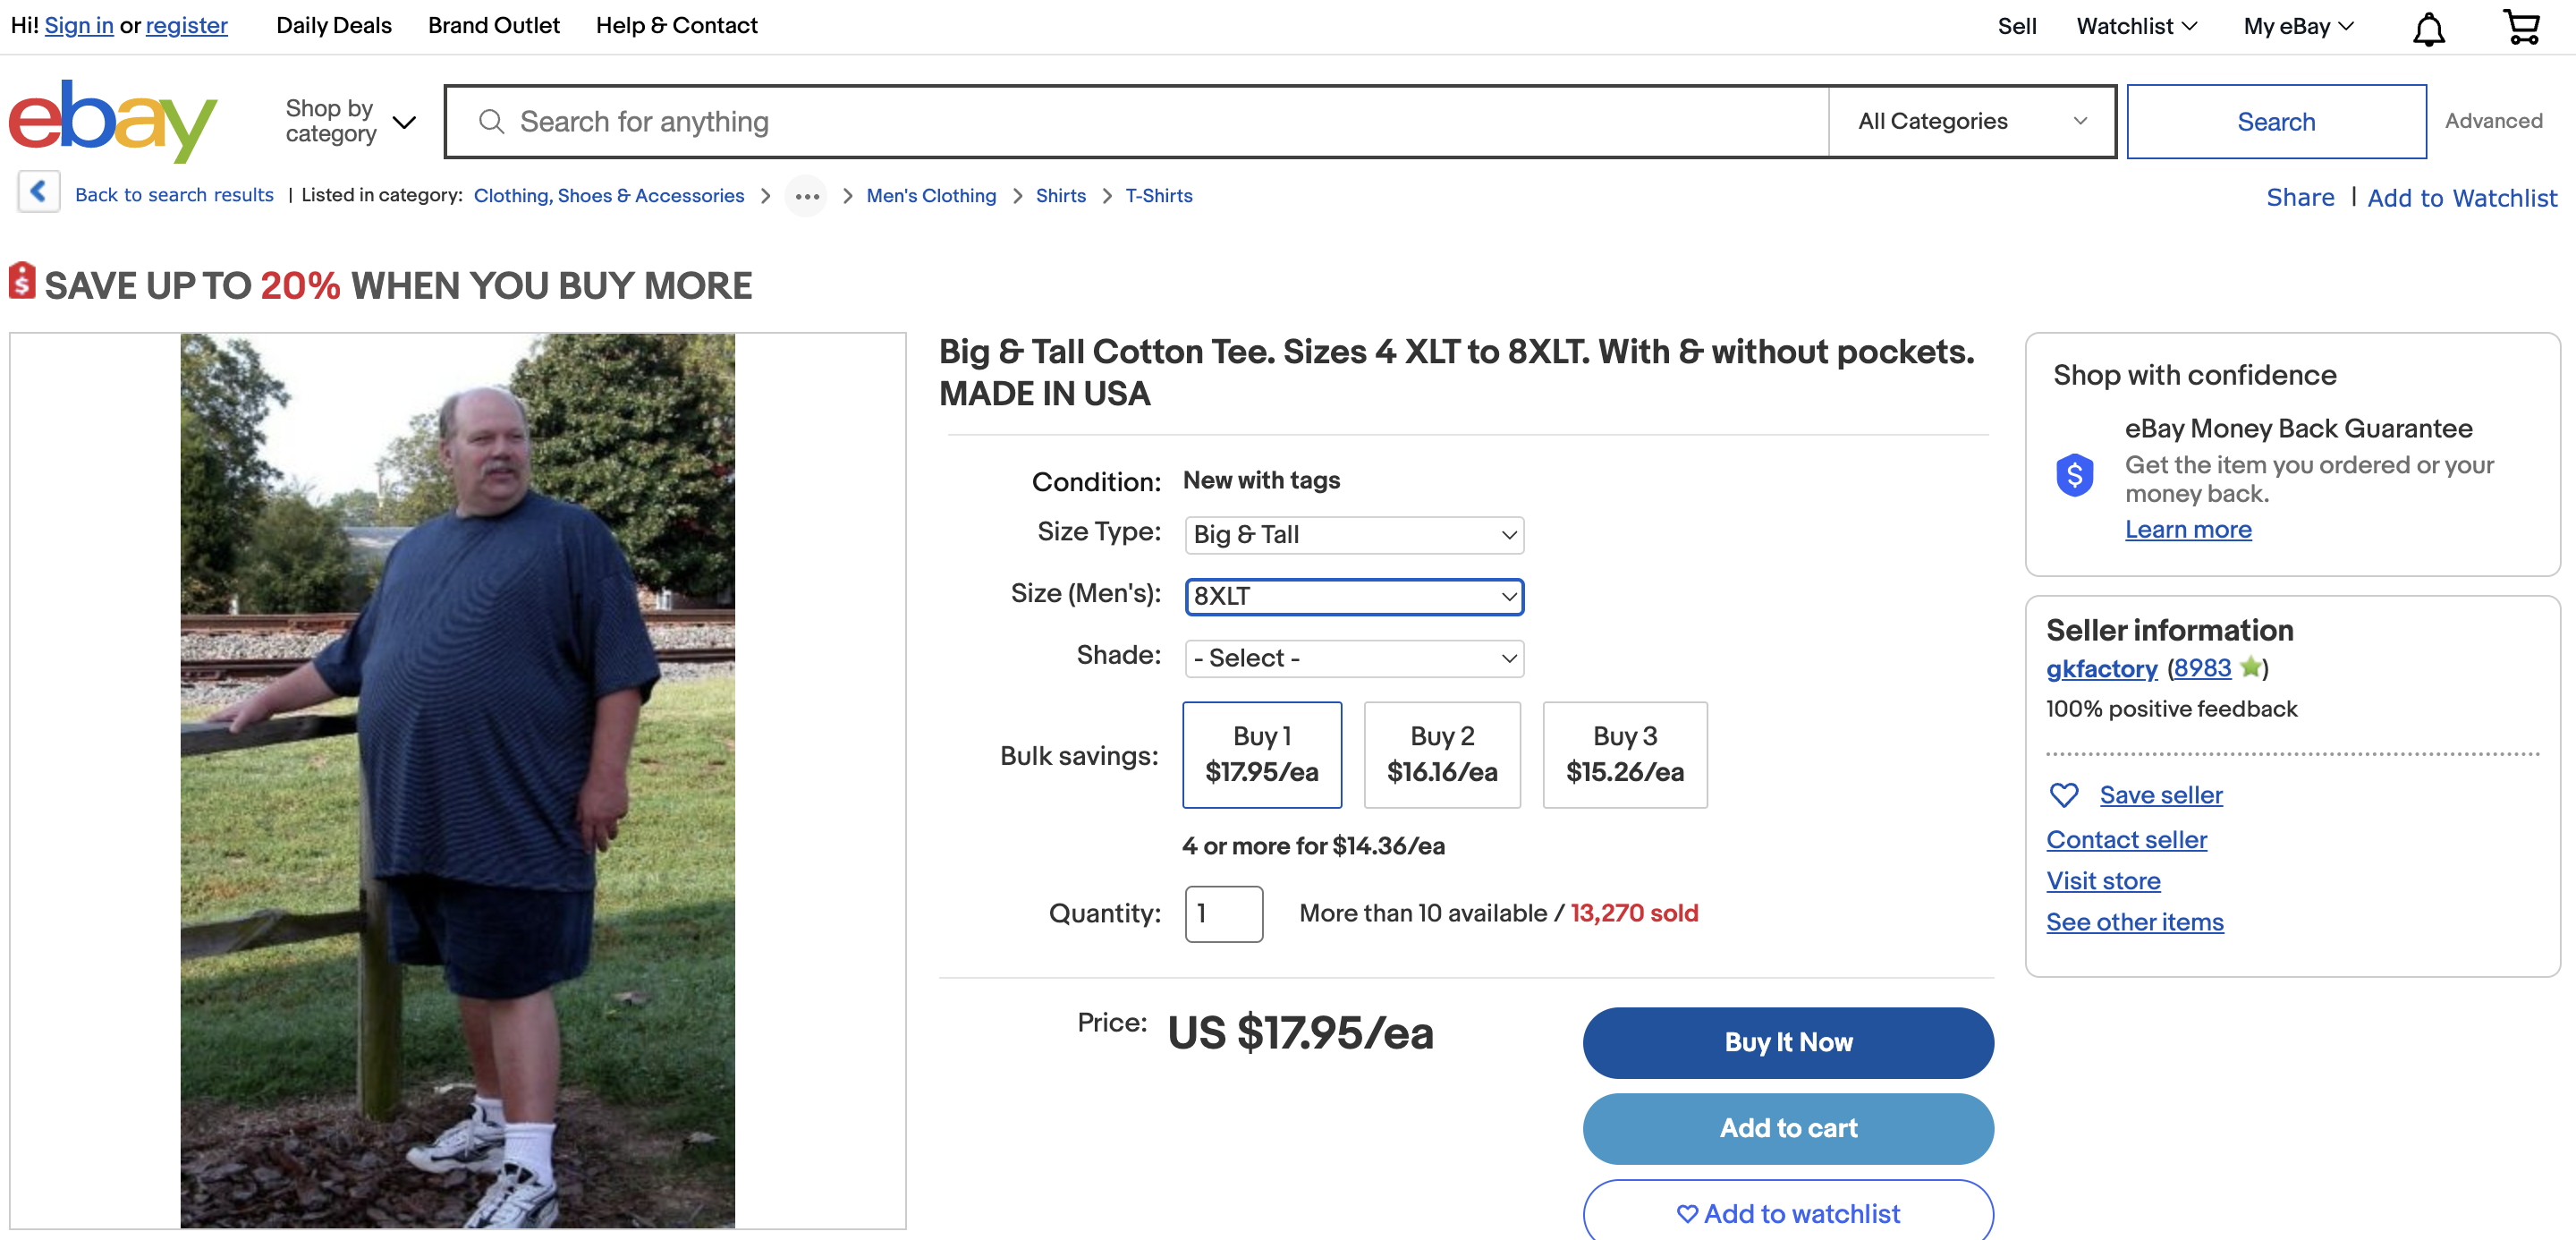 Hi! Sign in or register Daily Deals Brand Outlet Help & Contact Sell Watchlist My eBay
ebay
Shop by
category
Search for anything
All Categories
Search
Advanced
Back to search results | Listed in category: Clothing, Shoes & Accessories > ... > Men's Clothing > Shirts > T-Shirts
Share | Add to Watchlist
$ SAVE UP TO 20% WHEN YOU BUY MORE
Big & Tall Cotton Tee. Sizes 4 XLT to 8XLT. With & without pockets.
MADE IN USA
Condition: New with tags
Size Type: Big & Tall
Size (Men's): 8XLT
Shade: - Select -
Bulk savings:
Buy 1
$17.95/ea
Buy 2
$16.16/ea
Buy 3
$15.26/ea
4 or more for $14.36/ea
Quantity: 1 More than 10 available / 13,270 sold
Price: US $17.95/ea
Buy It Now
Add to cart
Add to watchlist
Shop with confidence
$
eBay Money Back Guarantee
Get the item you ordered or your
money back.
Learn more
Seller information
gkfactory (8983)
100% positive feedback
Save seller
Contact seller
Visit store
See other items